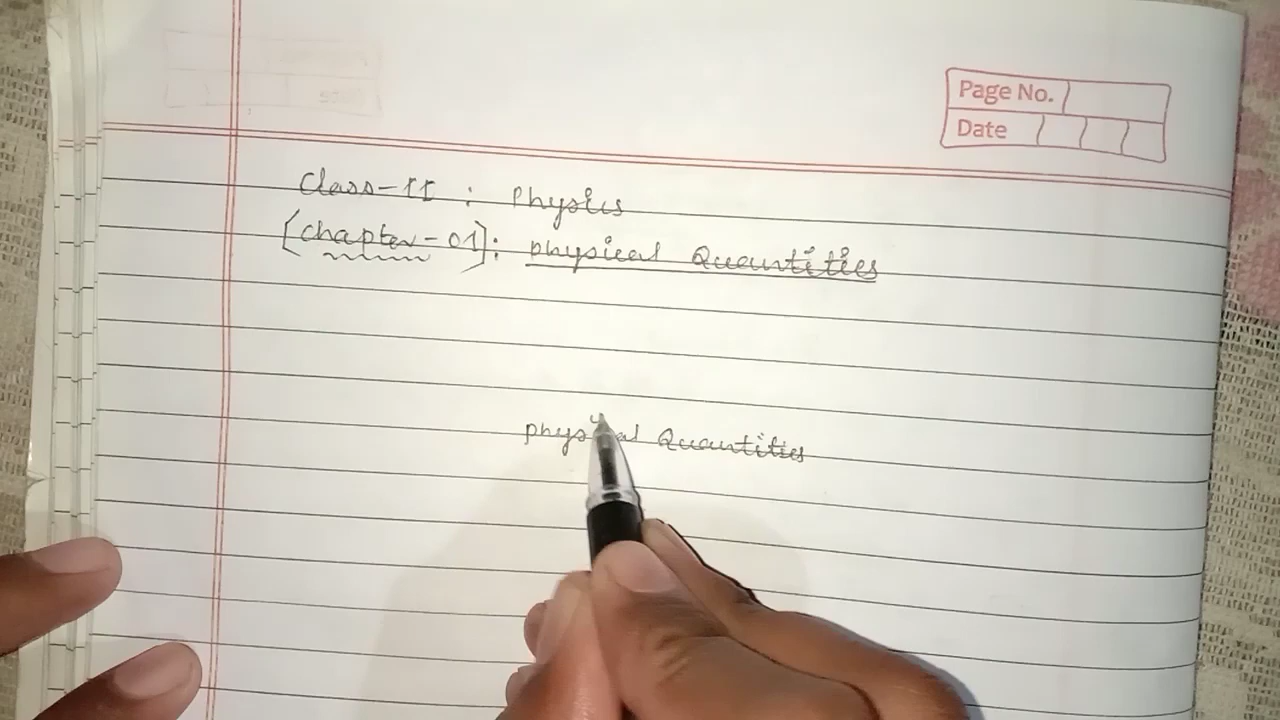 Page No.
Date
Class-11 : Physics
[Chapter-01]: Physical Quantities
Physical Quantities